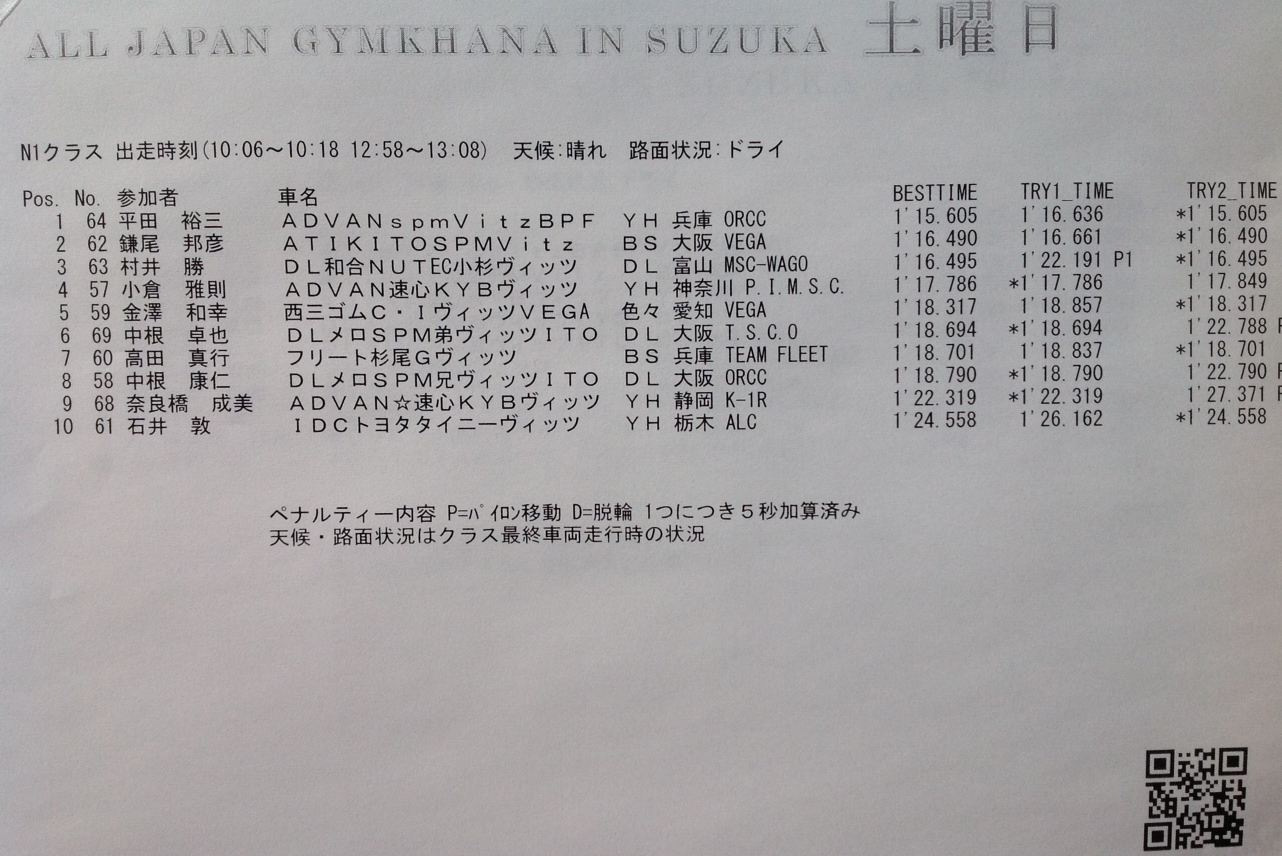 ALL JAPAN GYMKHANA IN SUZUKA 土曜日
N1クラス 出走時刻(10:06～10:18 12:58～13:08) 天候:晴れ 路面状況:ドライ
Pos. No. 参加者 車名 BESTTIME TRY1_TIME TRY2_TIME
1 64 平田 裕三 ＡＤＶＡＮｓｐｍＶｉｔｚＢＰＦ ＹＨ 兵庫 ORCC 1'15.605 1'16.636 *1'15.605
2 62 鎌尾 邦彦 ＡＴＩＫＩＴＯＳＰＭＶｉｔｚ ＢＳ 大阪 VEGA 1'16.490 1'16.661 *1'16.490
3 63 村井 勝 ＤＬ和合ＮＵTEC小杉ヴィッツ ＤＬ 富山 MSC-WAGO 1'16.495 1'22.191 P1 *1'16.495
4 57 小倉 雅則 ＡＤＶＡＮ速心ＫＹＢヴィッツ ＹＨ 神奈川 P.I.M.S.C. 1'17.786 *1'17.786 1'17.849
5 59 金澤 和幸 西三ゴムＣ・ＩヴィッツＶＥＧＡ 色々 愛知 VEGA 1'18.317 1'18.857 *1'18.317
6 69 中根 卓也 ＤＬメロＳＰＭ弟ヴィッツＩＴＯ ＤＬ 大阪 T.S.C.O 1'18.694 *1'18.694 1'22.788
7 60 高田 真行 フリート杉尾Ｇヴィッツ ＢＳ 兵庫 TEAM FLEET 1'18.701 1'18.837 *1'18.701
8 58 中根 康仁 ＤＬメロＳＰＭ兄ヴィッツＩＴＯ ＤＬ 大阪 ORCC 1'18.790 *1'18.790 1'22.790
9 68 奈良橋 成美 ＡＤＶＡＮ☆速心ＫＹＢヴィッツ ＹＨ 静岡 K-1R 1'22.319 *1'22.319 1'27.371
10 61 石井 敦 ＩＤＣトヨタタイニーヴィッツ ＹＨ 栃木 ALC 1'24.558 1'26.162 *1'24.558
ペナルティー内容 P=ﾊﾟｲﾛﾝ移動 D=脱輪 1つにつき５秒加算済み
天候・路面状況はクラス最終車両走行時の状況